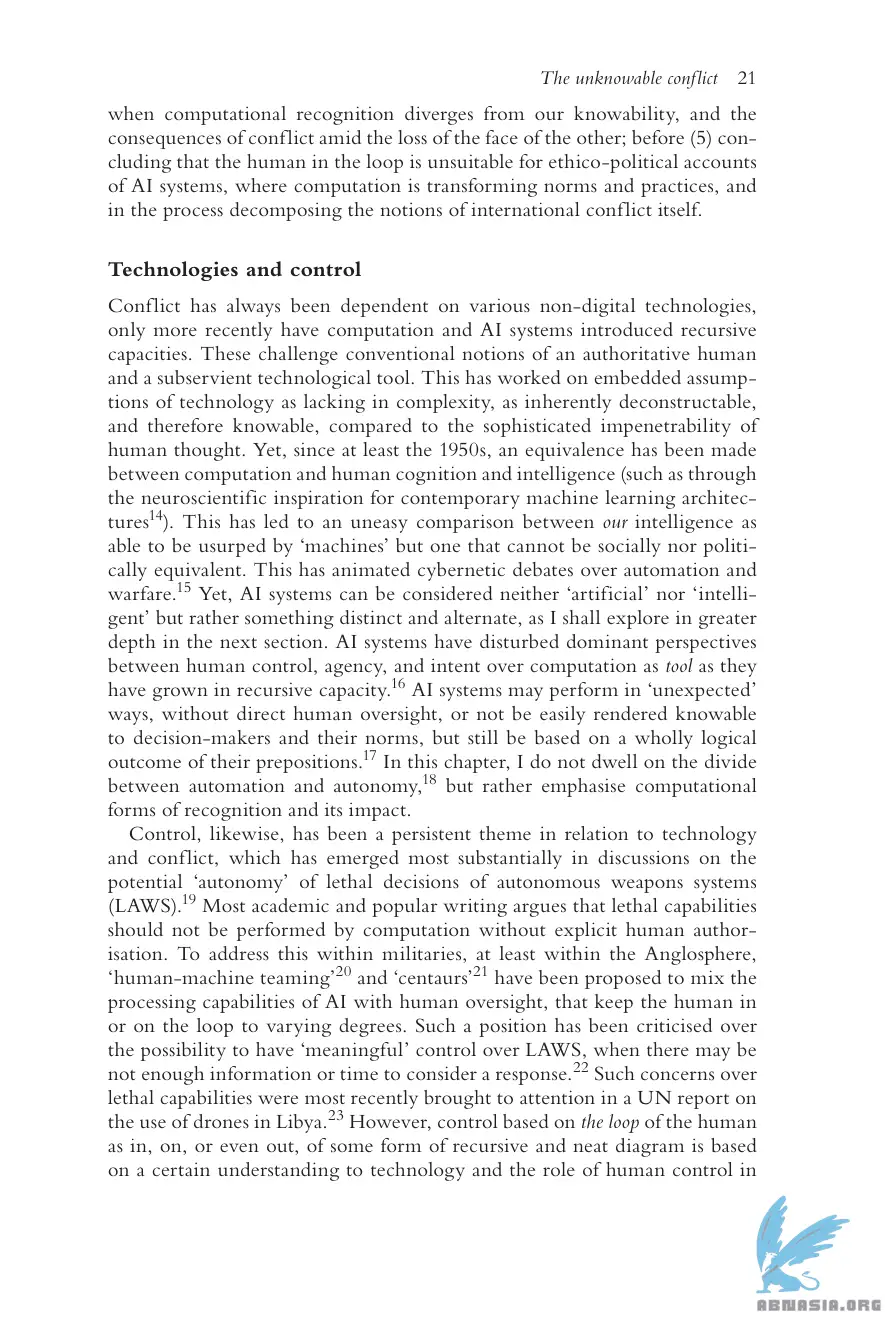 The unknowable conflict 21
when computational recognition diverges from our knowability, and the
consequences of conflict amid the loss of the face of the other; before (5) con-
cluding that the human in the loop is unsuitable for ethico-political accounts
of AI systems, where computation is transforming norms and practices, and
in the process decomposing the notions of international conflict itself.
Technologies and control
Conflict has always been dependent on various non-digital technologies,
only more recently have computation and AI systems introduced recursive
capacities. These challenge conventional notions of an authoritative human
and a subservient technological tool. This has worked on embedded assump-
tions of technology as lacking in complexity, as inherently deconstructable,
and therefore knowable, compared to the sophisticated impenetrability of
human thought. Yet, since at least the 1950s, an equivalence has been made
between computation and human cognition and intelligence (such as through
the neuroscientific inspiration for contemporary machine learning architec-
tures14). This has led to an uneasy comparison between our intelligence as
able to be usurped by ‘machines’ but one that cannot be socially nor politi-
cally equivalent. This has animated cybernetic debates over automation and
warfare.15 Yet, AI systems can be considered neither ‘artificial’ nor ‘intelli-
gent’ but rather something distinct and alternate, as I shall explore in greater
depth in the next section. AI systems have disturbed dominant perspectives
between human control, agency, and intent over computation as tool as they
have grown in recursive capacity.16 AI systems may perform in ‘unexpected’
ways, without direct human oversight, or not be easily rendered knowable
to decision-makers and their norms, but still be based on a wholly logical
outcome of their prepositions.17 In this chapter, I do not dwell on the divide
between automation and autonomy,18 but rather emphasise computational
forms of recognition and its impact.
Control, likewise, has been a persistent theme in relation to technology
and conflict, which has emerged most substantially in discussions on the
potential ‘autonomy’ of lethal decisions of autonomous weapons systems
(LAWS).19 Most academic and popular writing argues that lethal capabilities
should not be performed by computation without explicit human author-
isation. To address this within militaries, at least within the Anglosphere,
‘human-machine teaming’20 and ‘centaurs’21 have been proposed to mix the
processing capabilities of AI with human oversight, that keep the human in
or on the loop to varying degrees. Such a position has been criticised over
the possibility to have ‘meaningful’ control over LAWS, when there may be
not enough information or time to consider a response.22 Such concerns over
lethal capabilities were most recently brought to attention in a UN report on
the use of drones in Libya.23 However, control based on the loop of the human
as in, on, or even out, of some form of recursive and neat diagram is based
on a certain understanding to technology and the role of human control in
ABNASIA.ORG